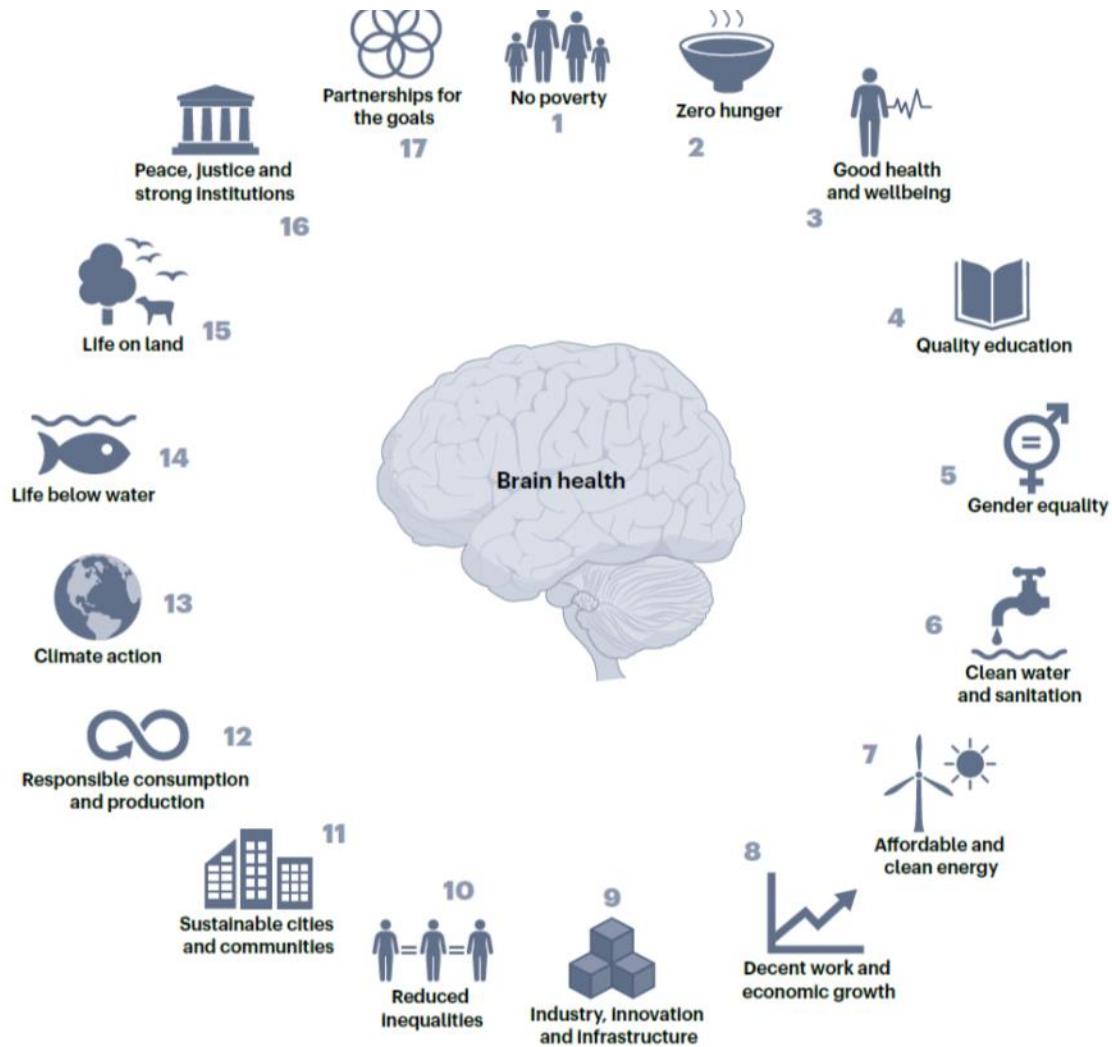 No poverty
1
Zero hunger
2
Good health
and wellbeing
3
4
Quality education
5
Gender equality
6
Clean water
and sanitation
7
Affordable and
clean energy
8
Decent work and
economic growth
9
Industry, innovation
and infrastructure
10
Reduced
inequalities
11
Sustainable cities
and communities
12
Responsible consumption
and production
13
Climate action
14
Life below water
15
Life on land
Peace, justice and
strong institutions
16
Partnerships for
the goals
17
Brain health